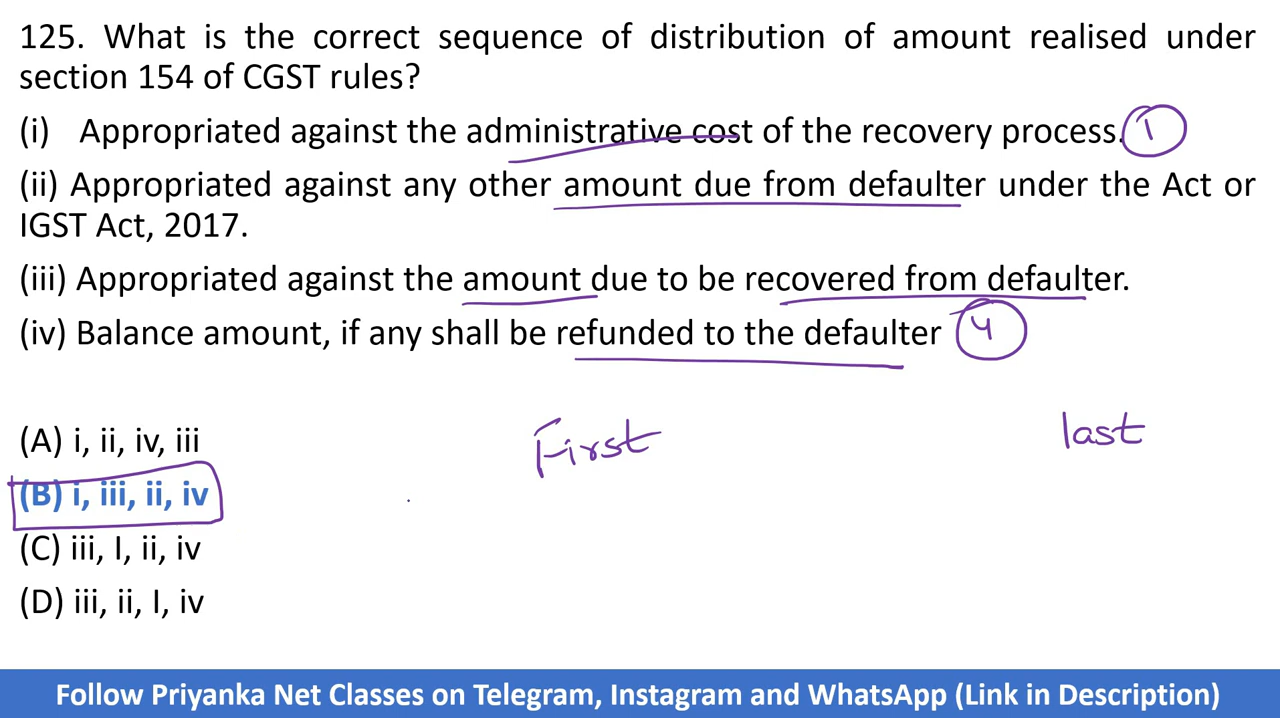 125. What is the correct sequence of distribution of amount realised under
section 154 of CGST rules?
(i) Appropriated against the administrative cost of the recovery process. 1
(ii) Appropriated against any other amount due from defaulter under the Act or
IGST Act, 2017.
(iii) Appropriated against the amount due to be recovered from defaulter.
(iv) Balance amount, if any shall be refunded to the defaulter 4
(A) i, ii, iv, iii
First last
(B) i, iii, ii, iv
(C) iii, I, ii, iv
(D) iii, ii, I, iv
Follow Priyanka Net Classes on Telegram, Instagram and WhatsApp (Link in Description)